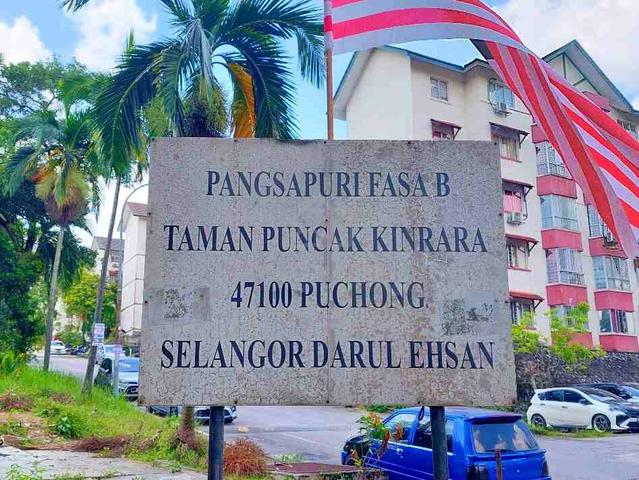 PANGSAPURI FASA B
TAMAN PUNCAK KINRARA
47100 PUCHONG
SELANGOR DARUL EHSAN